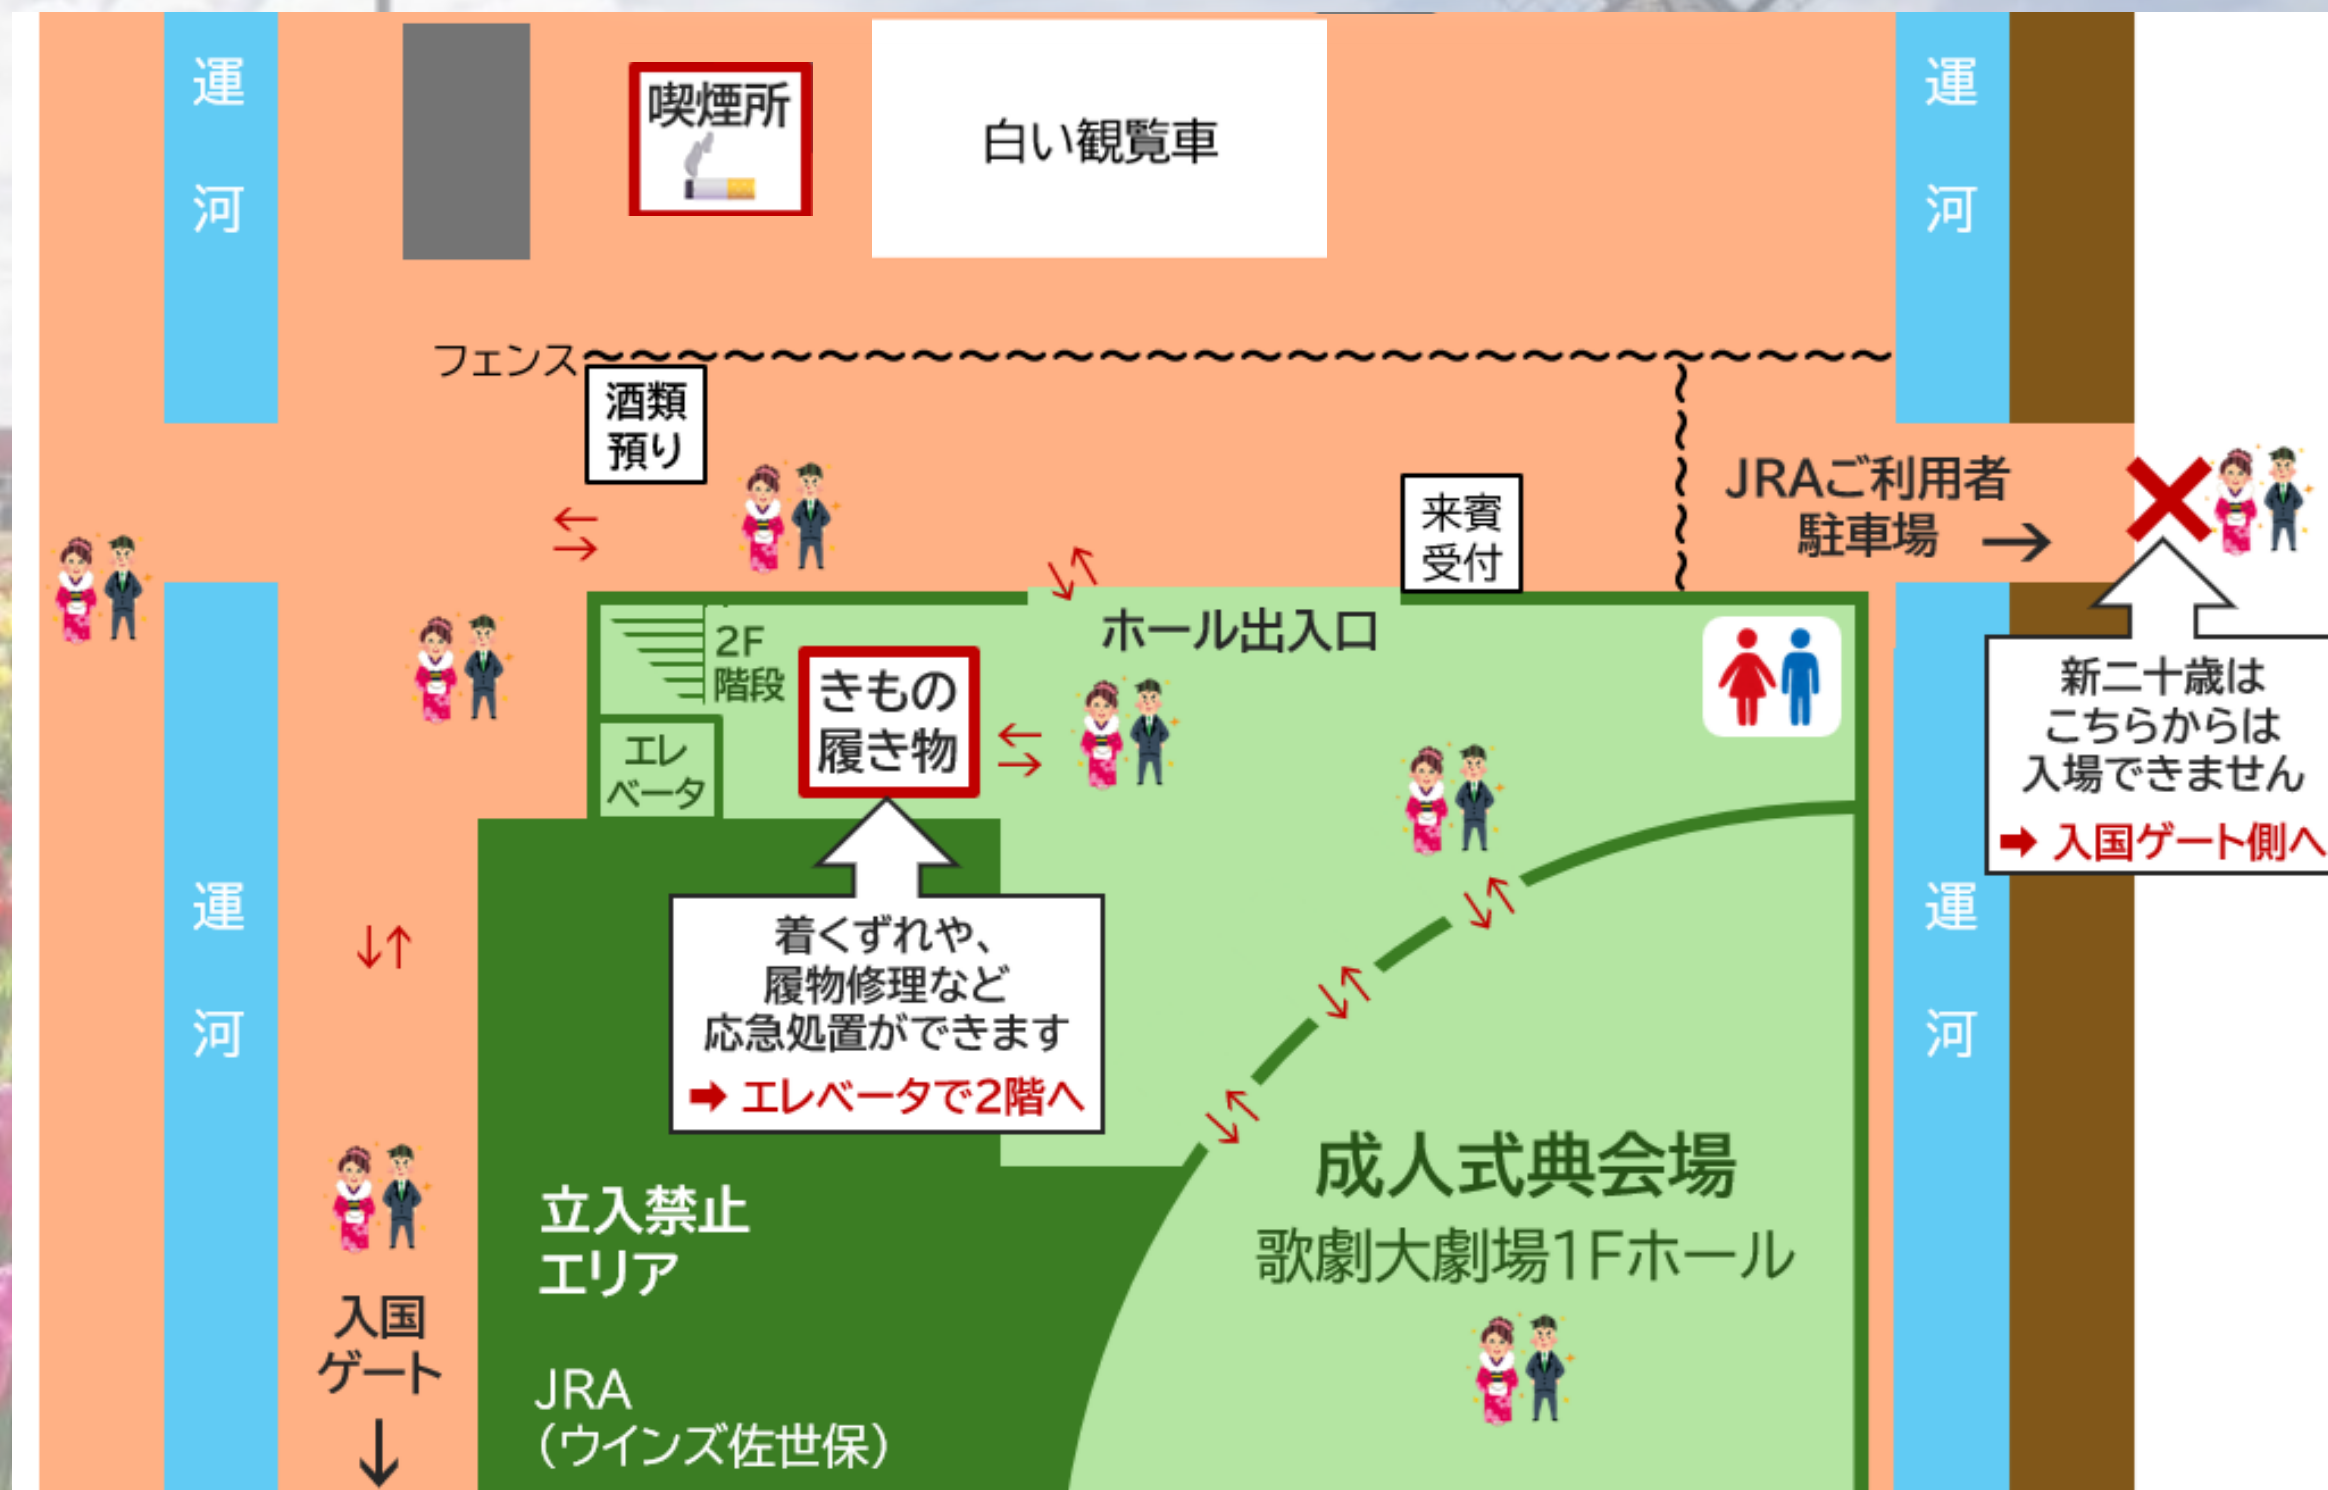 運
河
喫煙所
白い観覧車
運
河
フェンス
酒類
預り
来賓
受付
JRAご利用者
駐車場 →
ホール出入口
2F
階段
きもの
履き物
エレ
ベータ
新二十歳は
こちらからは
入場できません
➡ 入国ゲート側へ
運
河
着くずれや、
履物修理など
応急処置ができます
➡ エレベータで2階へ
運
河
成人式典会場
歌劇大劇場1Fホール
立入禁止
エリア
入国
ゲート
↓
JRA
（ウインズ佐世保）